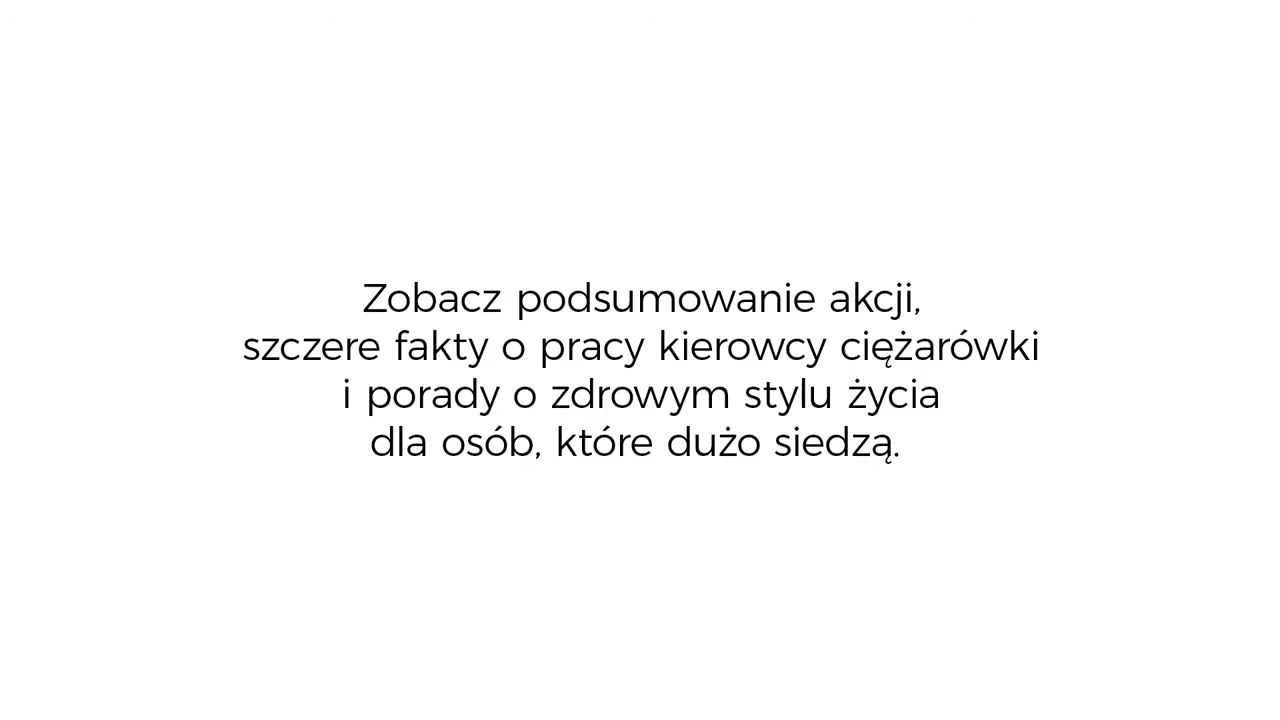 Zobacz podsumowanie akcji,
szczere fakty o pracy kierowcy ciężarówki
i porady o zdrowym stylu życia
dla osób, które dużo siedzą.